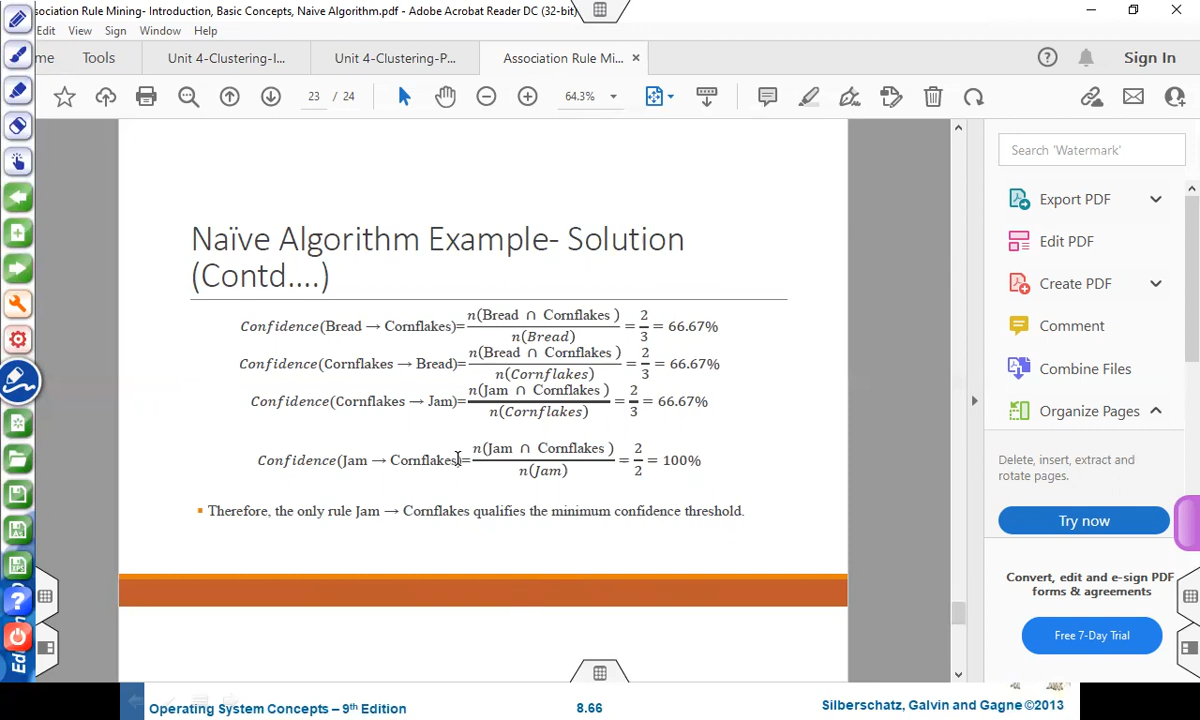 sociation Rule Mining- Introduction, Basic Concepts, Naive Algorithm.pdf - Adobe Acrobat Reader DC (32-bit)
Edit View Sign Window Help
me Tools Unit 4-Clustering-I... Unit 4-Clustering-P... Association Rule Mi... × Sign In
23 / 24 64.3%
Search 'Watermark'
Export PDF
Edit PDF
Create PDF
Comment
Combine Files
Organize Pages
Delete, insert, extract and
rotate pages.
Try now
Convert, edit and e-sign PDF
forms & agreements
Free 7-Day Trial
Naïve Algorithm Example- Solution
(Contd....)
Confidence(Bread → Cornflakes)= n(Bread ∩ Cornflakes ) / n(Bread) = 2/3 = 66.67%
Confidence(Cornflakes → Bread)= n(Bread ∩ Cornflakes ) / n(Cornflakes) = 2/3 = 66.67%
Confidence(Cornflakes → Jam)= n(Jam ∩ Cornflakes ) / n(Cornflakes) = 2/3 = 66.67%
Confidence(Jam → Cornflakes)= n(Jam ∩ Cornflakes ) / n(Jam) = 2/2 = 100%
▪ Therefore, the only rule Jam → Cornflakes qualifies the minimum confidence threshold.
Operating System Concepts – 9th Edition 8.66 Silberschatz, Galvin and Gagne ©2013